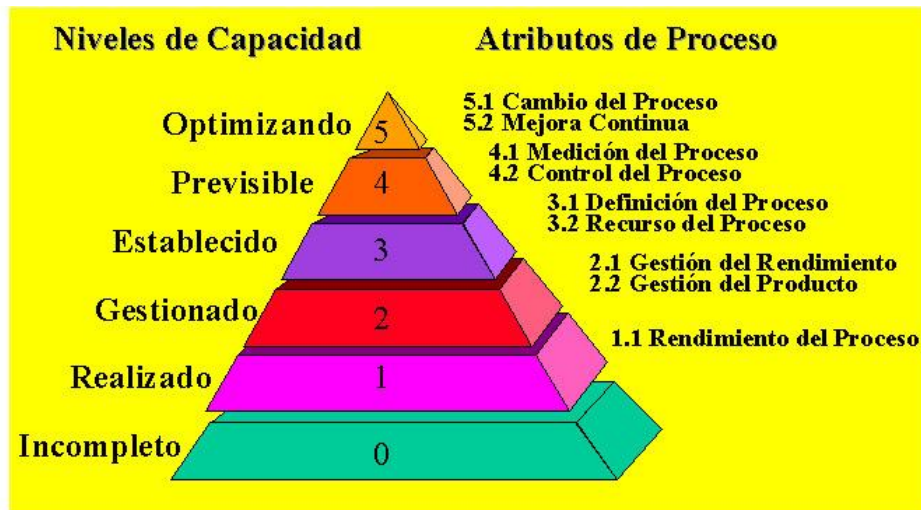 Niveles de Capacidad
Atributos de Proceso
Optimizando
5
5.1 Cambio del Proceso
5.2 Mejora Continua
Previsible
4
4.1 Medición del Proceso
4.2 Control del Proceso
Establecido
3
3.1 Definición del Proceso
3.2 Recurso del Proceso
Gestionado
2
2.1 Gestión del Rendimiento
2.2 Gestión del Producto
Realizado
1
1.1 Rendimiento del Proceso
Incompleto
0